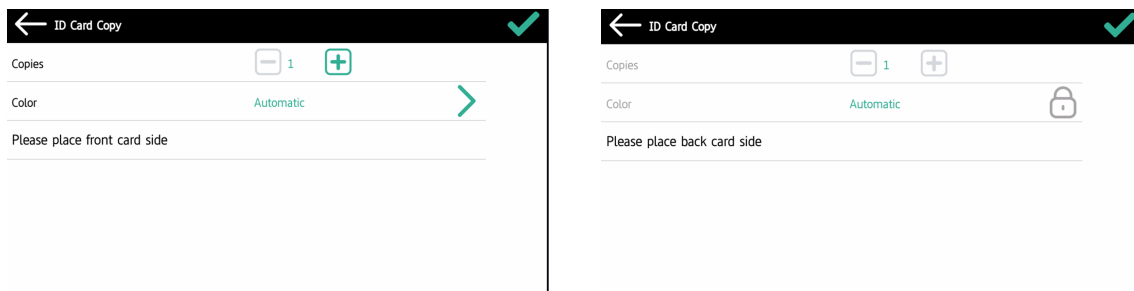 ID Card Copy
Copies 1
Color Automatic
Please place front card side
ID Card Copy
Copies 1
Color Automatic
Please place back card side